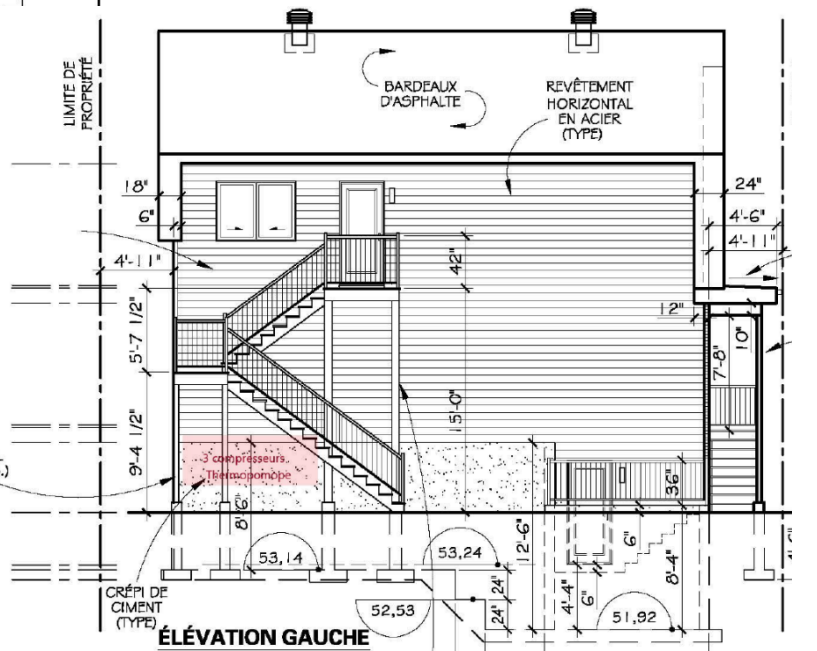 LIMITE DE
PROPRIÉTÉ
BARDEAUX
D'ASPHALTE
REVÊTEMENT
HORIZONTAL
EN ACIER
(TYPE)
18"
24"
6"
4'-6"
4'-11"
4'-11"
42"
12"
5'-7 1/2"
10"
7'-8"
15'-0"
9'-4 1/2"
3 compresseurs
Thermopomope
8'-6"
36"
12'-6"
6"
8'-4"
53,14
53,24
24"
24"
4'-4"
6"
52,53
51,92
CRÉPI DE
CIMENT
(TYPE)
ÉLÉVATION GAUCHE